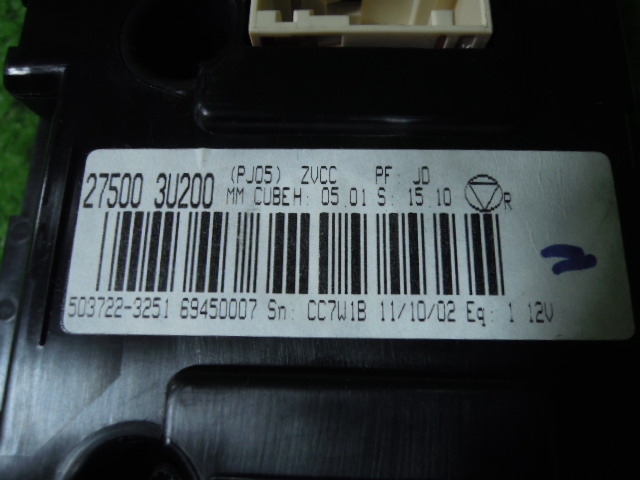 27500 3U200 (PJ05) ZVCC PF: JD
MM CUBEH: 05.01 S: 15.10 R
503722-3251 69450007 Sn: CC7W1B 11/10/02 Eq: 1 12V